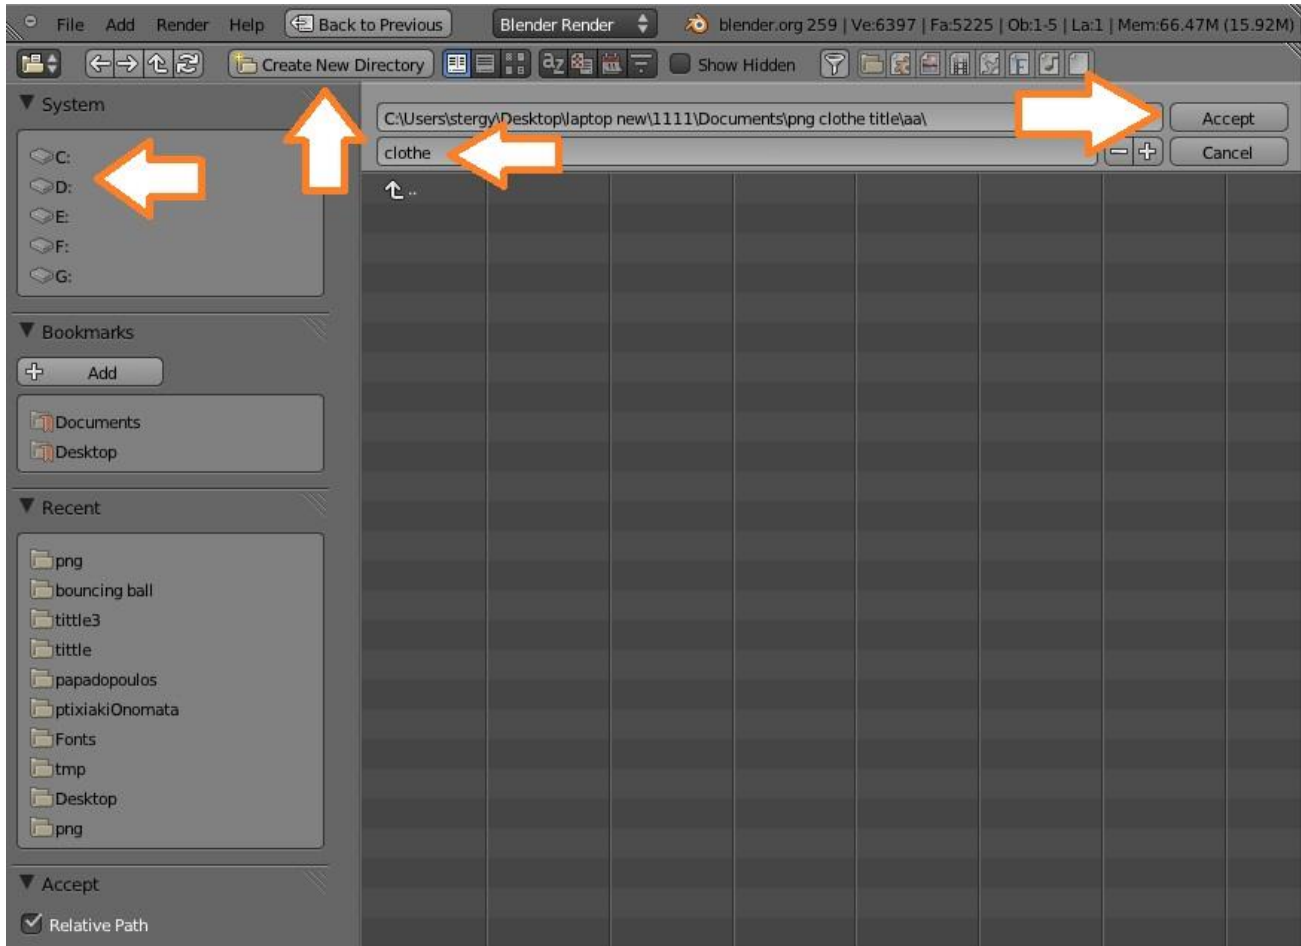 File Add Render Help Back to Previous Blender Render blender.org 259 | Ve:6397 | Fa:5225 | Ob:1-5 | La:1 | Mem:66.47M (15.92M)
Create New Directory Show Hidden
System
C:\Users\stergy\Desktop\laptop new\1111\Documents\png clothe title\aa\ Accept
clothe Cancel
..
C:
D:
E:
F:
G:
Bookmarks
Add
Documents
Desktop
Recent
png
bouncing ball
tittle3
tittle
papadopoulos
ptixiakiOnomata
Fonts
tmp
Desktop
png
Accept
Relative Path